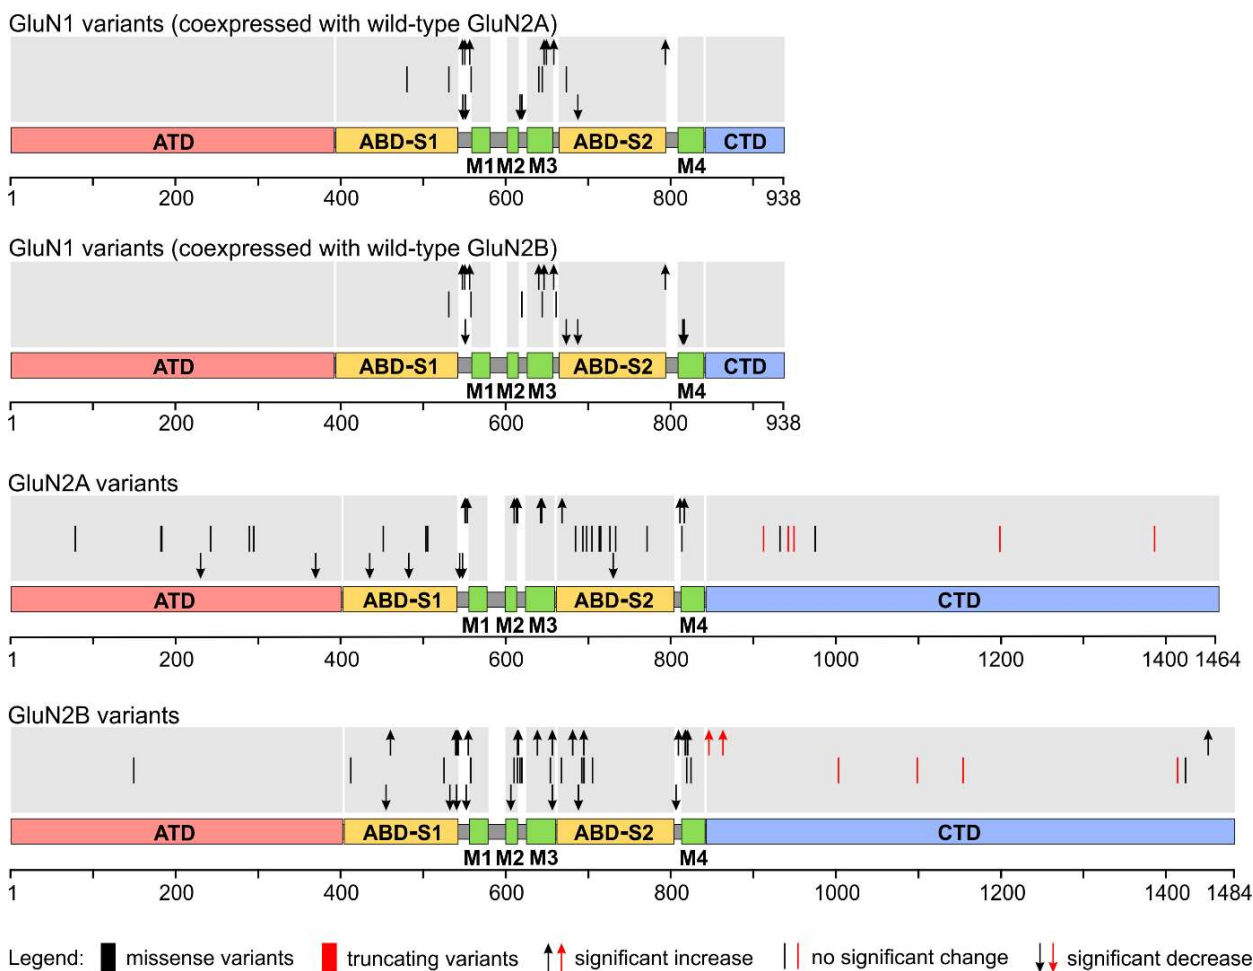 GluN1 variants (coexpressed with wild-type GluN2A)
ATD ABD-S1 ABD-S2 CTD
M1 M2 M3 M4
1 200 400 600 800 938
GluN1 variants (coexpressed with wild-type GluN2B)
ATD ABD-S1 ABD-S2 CTD
M1 M2 M3 M4
1 200 400 600 800 938
GluN2A variants
ATD ABD-S1 ABD-S2 CTD
M1 M2 M3 M4
1 200 400 600 800 1000 1200 1400 1464
GluN2B variants
ATD ABD-S1 ABD-S2 CTD
M1 M2 M3 M4
1 200 400 600 800 1000 1200 1400 1484
Legend: missense variants truncating variants significant increase no significant change significant decrease